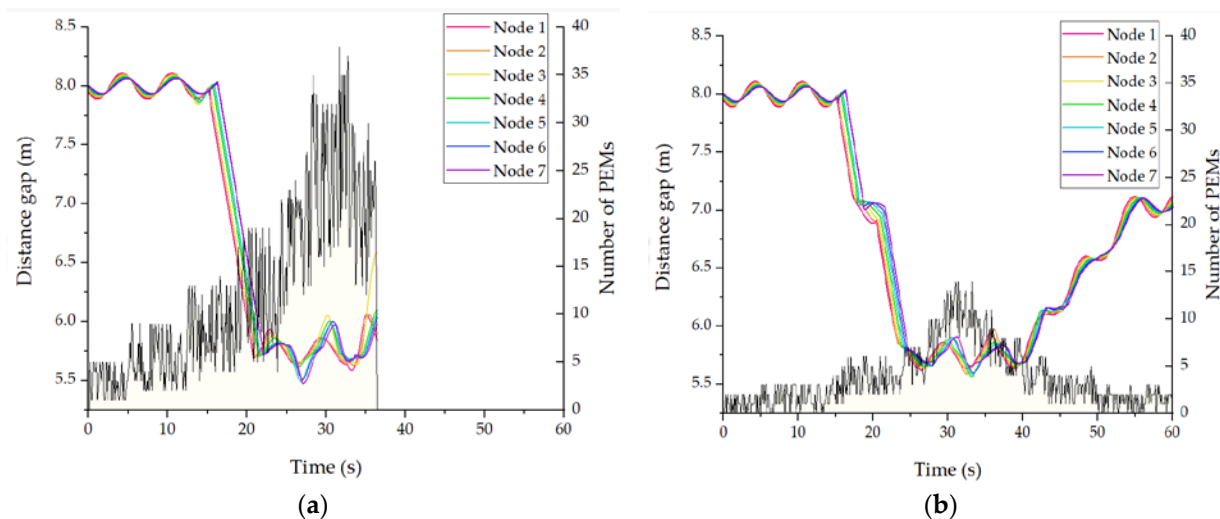 8.5
8.0
7.5
7.0
6.5
6.0
5.5
Distance gap (m)
0
10
20
30
40
50
60
Time (s)
40
35
30
25
20
15
10
5
0
Number of PEMs
Node 1
Node 2
Node 3
Node 4
Node 5
Node 6
Node 7
(a)
8.5
8.0
7.5
7.0
6.5
6.0
5.5
Distance gap (m)
0
10
20
30
40
50
60
Time (s)
40
35
30
25
20
15
10
5
0
Number of PEMs
Node 1
Node 2
Node 3
Node 4
Node 5
Node 6
Node 7
(b)